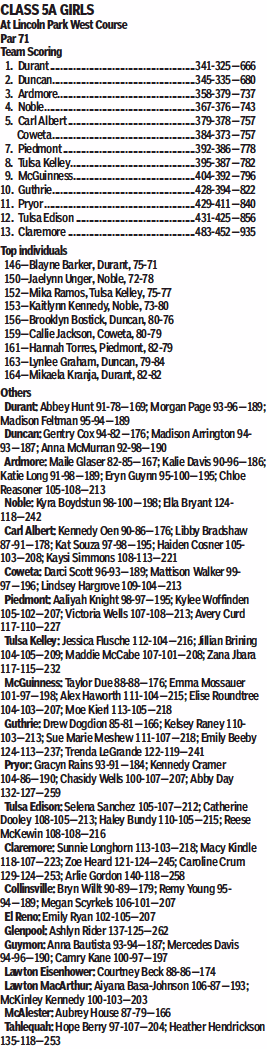 CLASS 5A GIRLS
At Lincoln Park West Course
Par 71
Team Scoring
1. Durant...341-325—666
2. Duncan...345-335—680
3. Ardmore...358-379—737
4. Noble...367-376—743
5. Carl Albert...379-378—757
Coweta...384-373—757
7. Piedmont...392-386—778
8. Tulsa Kelley...395-387—782
9. McGuinness...404-392—796
10. Guthrie...428-394—822
11. Pryor...429-411—840
12. Tulsa Edison...431-425—856
13. Claremore...483-452—935
Top individuals
146—Blayne Barker, Durant, 75-71
150—Jaelynn Unger, Noble, 72-78
152—Mika Ramos, Tulsa Kelley, 75-77
153—Kaitlynn Kennedy, Noble, 73-80
156—Brooklyn Bostick, Duncan, 80-76
159—Callie Jackson, Coweta, 80-79
161—Hannah Torres, Piedmont, 82-79
163—Lynlee Graham, Duncan, 79-84
164—Mikaela Kranja, Durant, 82-82
Others
Durant: Abbey Hunt 91-78—169; Morgan Page 93-96—189;
Madison Feltman 95-94—189
Duncan: Gentry Cox 94-82—176; Madison Arrington 94-
93—187; Anna McMurran 92-98—190
Ardmore: Maile Glaser 82-85—167; Kalie Davis 90-96—186;
Katie Long 91-98—189; Eryn Guynn 95-100—195; Chloe
Reasoner 105-108—213
Noble: Kyra Boydstun 98-100—198; Ella Bryant 124-
118—242
Carl Albert: Kennedy Oen 90-86—176; Libby Bradshaw
87-91—178; Kat Souza 97-98—195; Haiden Cosner 105-
103—208; Kaysi Simmons 108-113—221
Coweta: Darci Scott 96-93—189; Mattison Walker 99-
97—196; Lindsey Hargrove 109-104—213
Piedmont: Aaliyah Knight 98-97—195; Kylee Woffinden
105-102—207; Victoria Wells 107-108—213; Avery Curd
117-110—227
Tulsa Kelley: Jessica Flusche 112-104—216; Jillian Brining
104-105—209; Maddie McCabe 107-101—208; Zana Jbara
117-115—232
McGuinness: Taylor Due 88-88—176; Emma Mossauer
101-97—198; Alex Haworth 111-104—215; Elise Roundtree
104-103—207; Moe Kierl 113-105—218
Guthrie: Drew Dogdion 85-81—166; Kelsey Raney 110-
103—213; Sue Marie Meshew 111-107—218; Emily Beeby
124-113—237; Trenda LeGrande 122-119—241
Pryor: Gracyn Rains 93-91—184; Kennedy Cramer
104-86—190; Chasidy Wells 100-107—207; Abby Day
132-127—259
Tulsa Edison: Selena Sanchez 105-107—212; Catherine
Dooley 108-105—213; Haley Bundy 110-105—215; Reese
McKewin 108-108—216
Claremore: Sunnie Longhorn 113-103—218; Macy Kindle
118-107—223; Zoe Heard 121-124—245; Caroline Crum
129-124—253; Arlie Gordon 140-118—258
Collinsville: Bryn Willt 90-89—179; Remy Young 95-
94—189; Megan Scyrkels 106-101—207
El Reno: Emily Ryan 102-105—207
Glenpool: Ashlyn Rider 137-125—262
Guymon: Anna Bautista 93-94—187; Mercedes Davis
94-96—190; Camry Kane 100-97—197
Lawton Eisenhower: Courtney Beck 88-86—174
Lawton MacArthur: Aiyana Basa-Johnson 106-87—193;
McKinley Kennedy 100-103—203
McAlester: Aubrey House 87-79—166
Tahlequah: Hope Berry 97-107—204; Heather Hendrickson
135-118—253